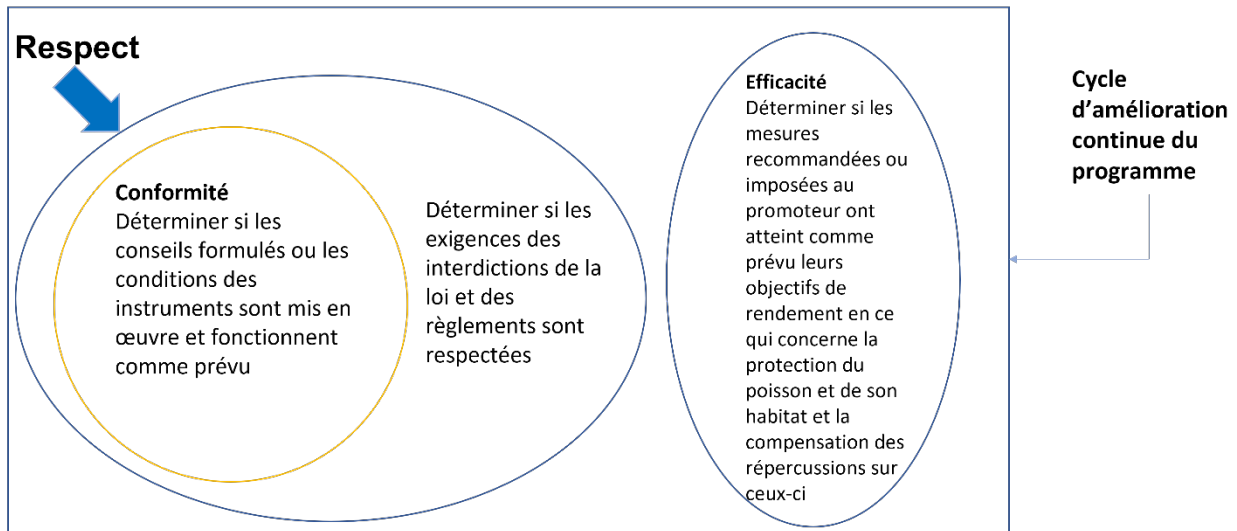 Respect
Conformité
Déterminer si les
conseils formulés ou les
conditions des
instruments sont mis en
œuvre et fonctionnent
comme prévu
Déterminer si les
exigences des
interdictions de la
loi et des
règlements sont
respectées
Efficacité
Déterminer si les
mesures
recommandées ou
imposées au
promoteur ont
atteint comme
prévu leurs
objectifs de
rendement en ce
qui concerne la
protection du
poisson et de son
habitat et la
compensation des
répercussions sur
ceux-ci
Cycle
d’amélioration
continue du
programme